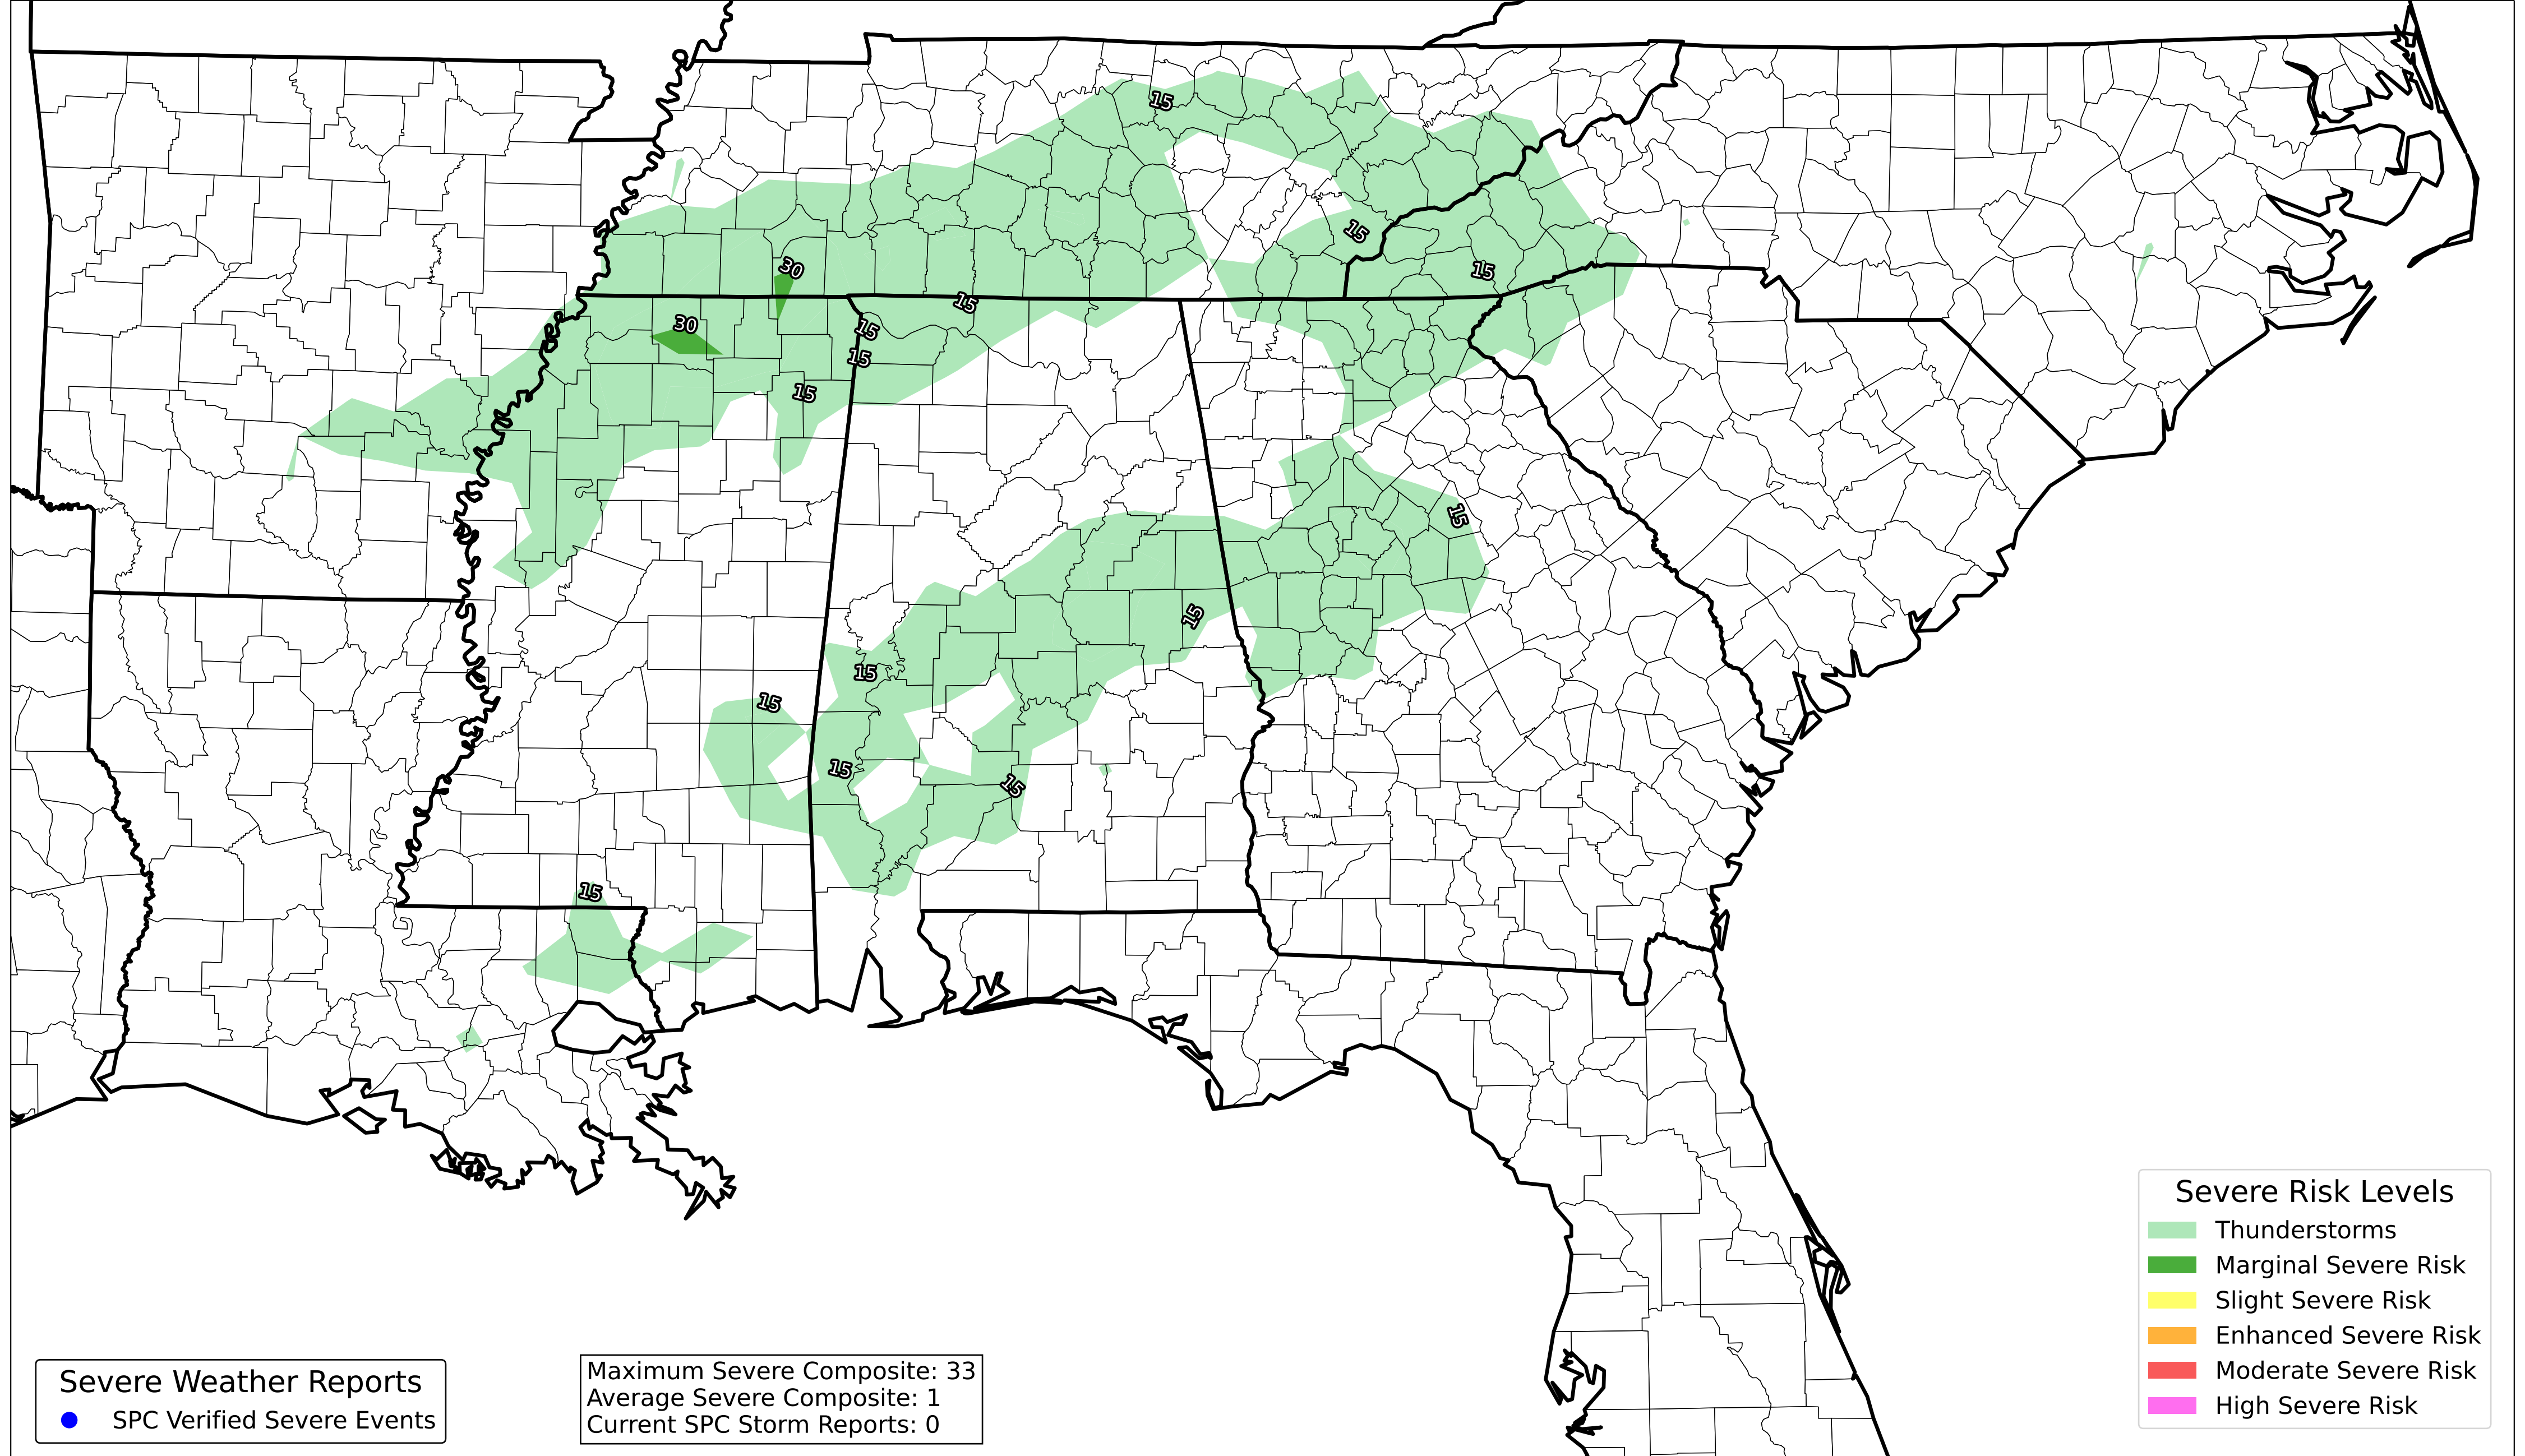 15
15
30
15
15
30
15
15
15
15
15
15
15
15
15
15
Severe Risk Levels
Thunderstorms
Marginal Severe Risk
Slight Severe Risk
Enhanced Severe Risk
Moderate Severe Risk
High Severe Risk
Severe Weather Reports
SPC Verified Severe Events
Maximum Severe Composite: 33
Average Severe Composite: 1
Current SPC Storm Reports: 0